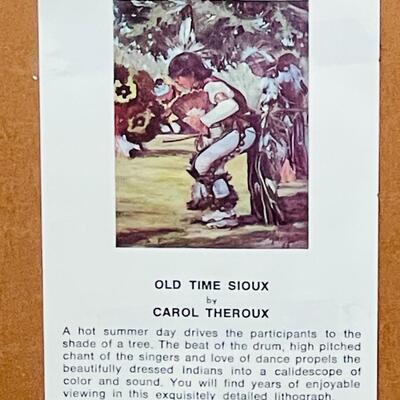 OLD TIME SIOUX
by
CAROL THEROUX
A hot summer day drives the participants to the
shade of a tree. The beat of the drum, high pitched
chant of the singers and love of dance propels the
beautifully dressed Indians into a calidescope of
color and sound. You will find years of enjoyable
viewing in this exquisitely detailed lithograph.